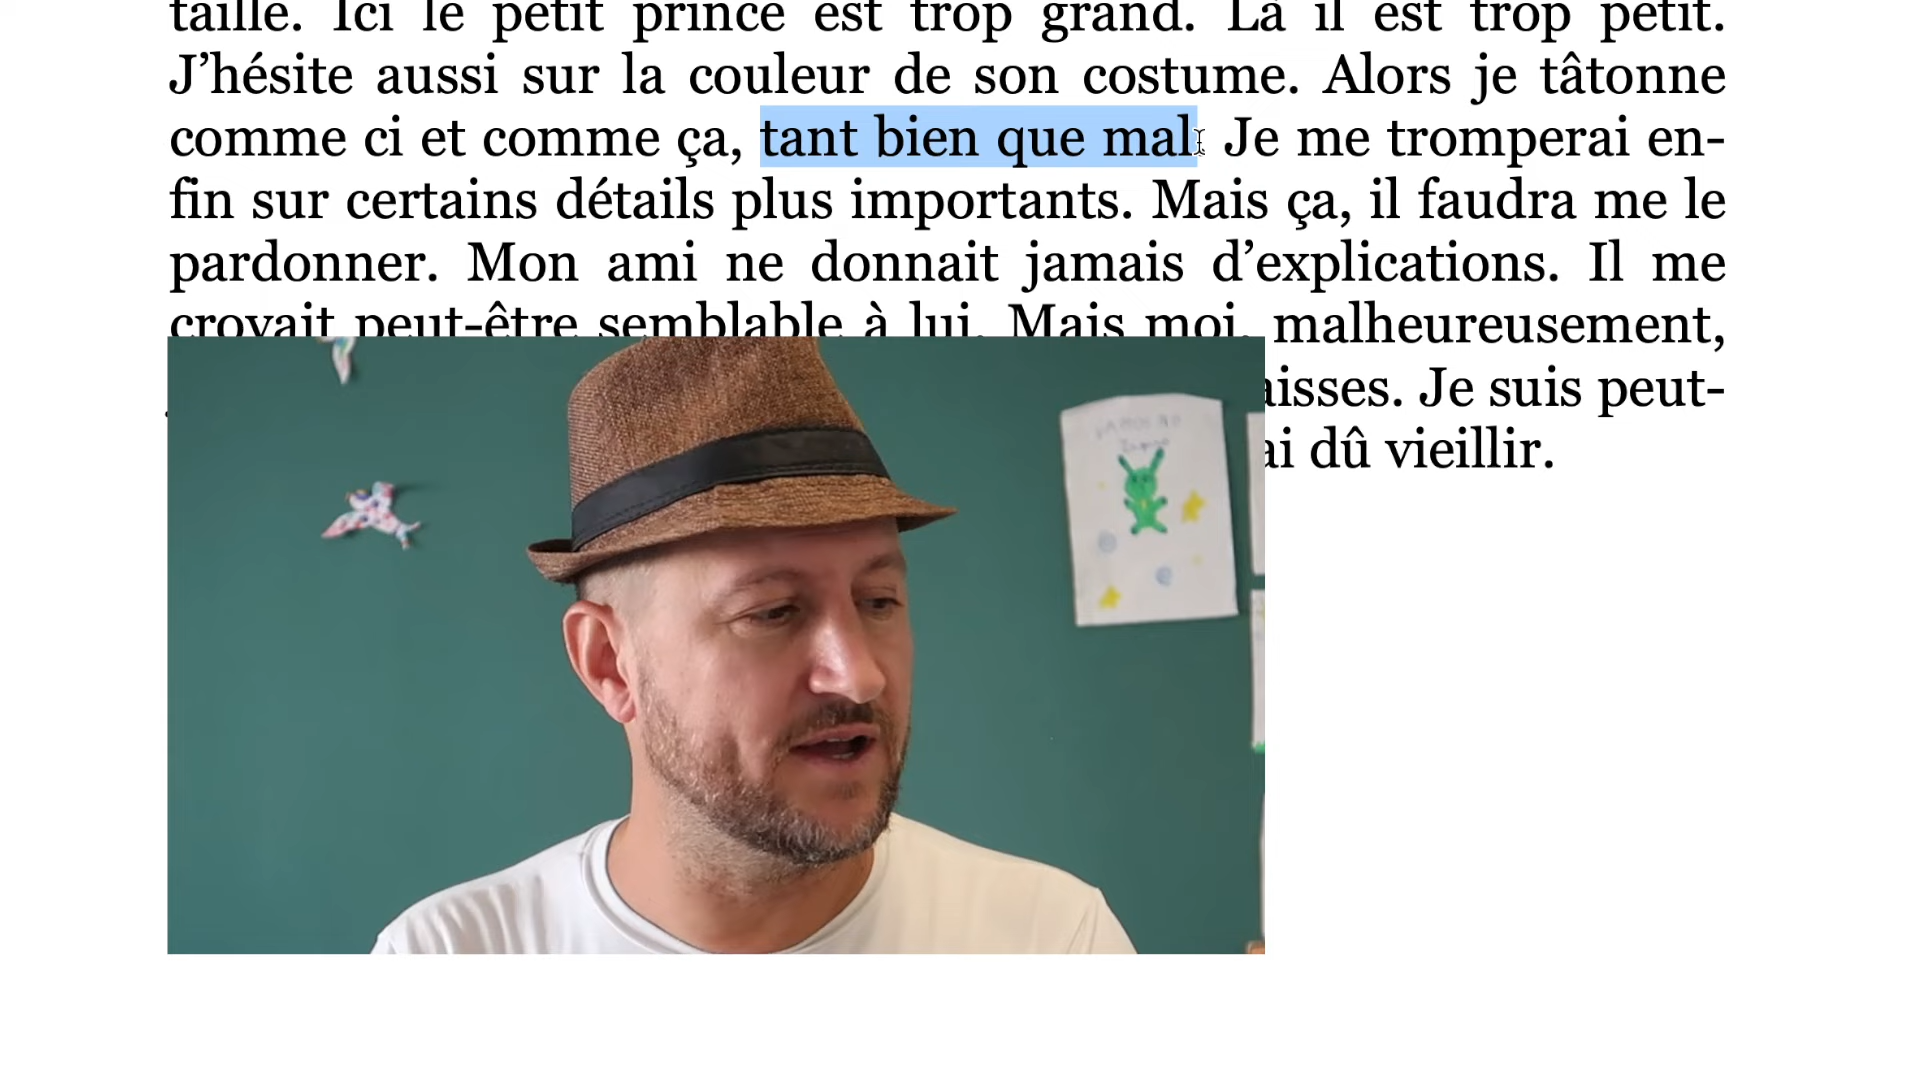 taille. Ici le petit prince est trop grand. Là il est trop petit.
J’hésite aussi sur la couleur de son costume. Alors je tâtonne
comme ci et comme ça, tant bien que mal. Je me tromperai en-
fin sur certains détails plus importants. Mais ça, il faudra me le
pardonner. Mon ami ne donnait jamais d’explications. Il me
croyait peut-être semblable à lui. Mais moi, malheureusement,
aisses. Je suis peut-
ai dû vieillir.